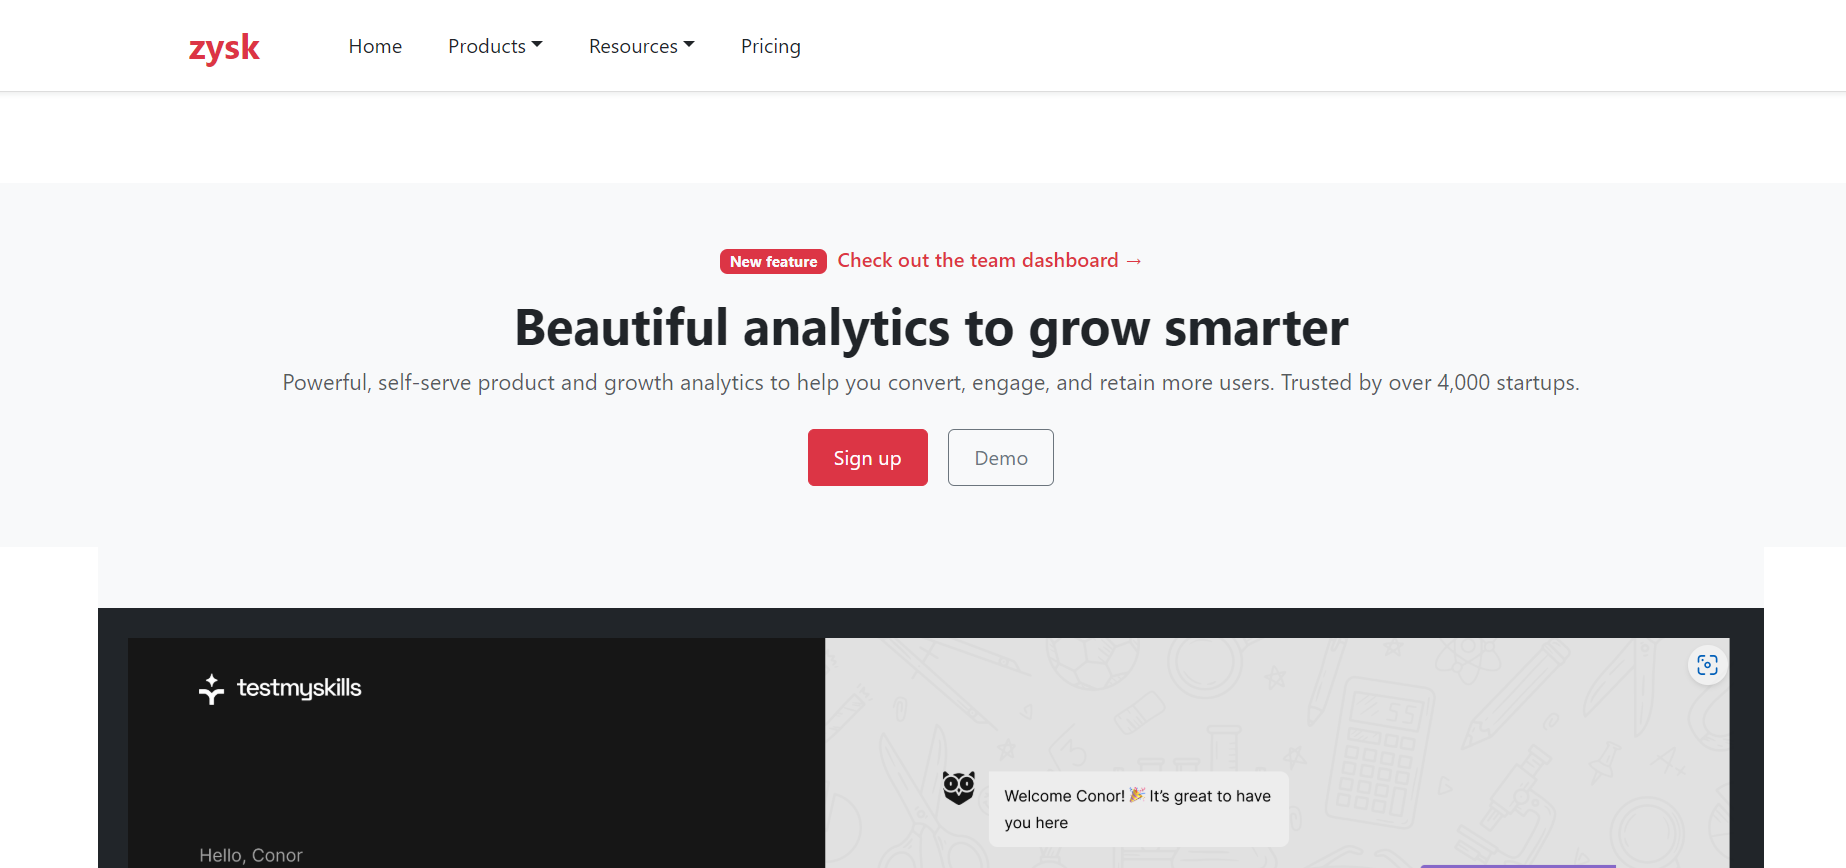 zysk
Home
Products
Resources
Pricing
New feature
Check out the team dashboard →
Beautiful analytics to grow smarter
Powerful, self-serve product and growth analytics to help you convert, engage, and retain more users. Trusted by over 4,000 startups.
Sign up
Demo
testmyskills
Welcome Conor! 🎉 It's great to have
you here
Hello, Conor